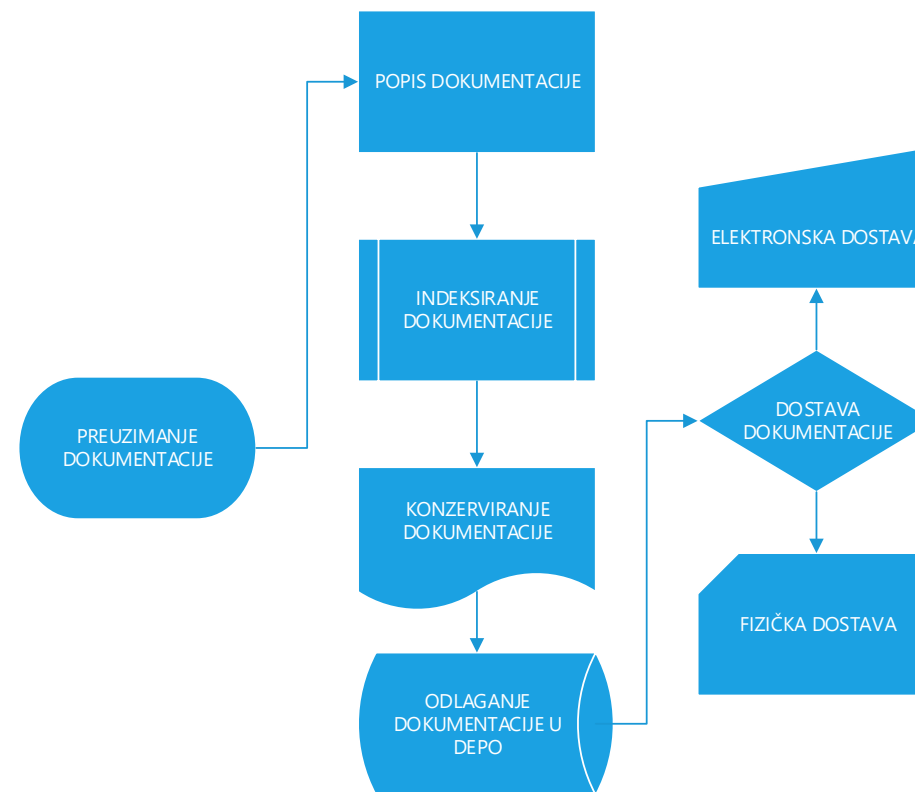 PREUZIMANJE
DOKUMENTACIJE
POPIS DOKUMENTACIJE
INDEKSIRANJE
DOKUMENTACIJE
KONZERVIRANJE
DOKUMENTACIJE
ODLAGANJE
DOKUMENTACIJE U
DEPO
DOSTAVA
DOKUMENTACIJE
ELEKTRONSKA DOSTAVA
FIZIČKA DOSTAVA